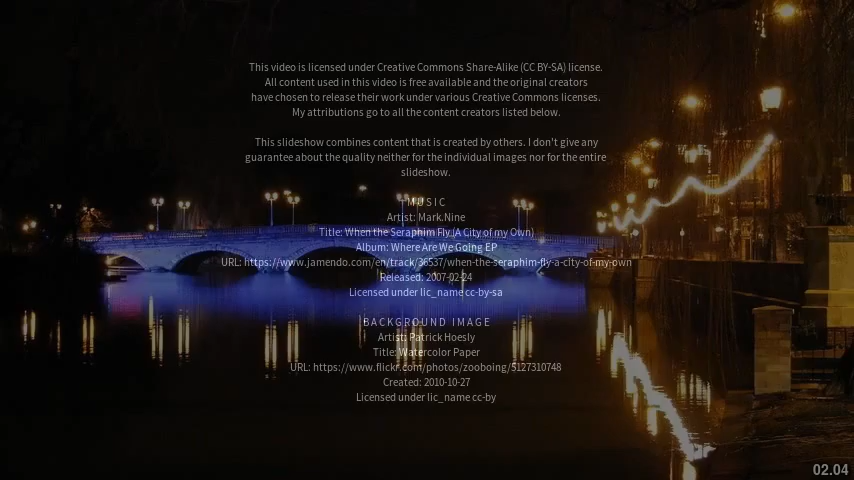 This video is licensed under Creative Commons Share-Alike (CC BY-SA) license.
All content used in this video is free available and the original creators
have chosen to release their work under various Creative Commons licenses.
My attributions go to all the content creators listed below.
This slideshow combines content that is created by others. I don't give any
guarantee about the quality neither for the individual images nor for the entire
slideshow.
MUSIC
Artist: Mark.Nine
Title: When the Seraphim Fly (A City of my Own)
Album: Where Are We Going EP
URL: https://www.jamendo.com/en/track/36537/when-the-seraphim-fly-a-city-of-my-own
Released: 2007-02-24
Licensed under lic_name cc-by-sa
BACKGROUND IMAGE
Artist: Patrick Hoesly
Title: Watercolor Paper
URL: https://www.flickr.com/photos/zooboing/5127310748
Created: 2010-10-27
Licensed under lic_name cc-by
02.04